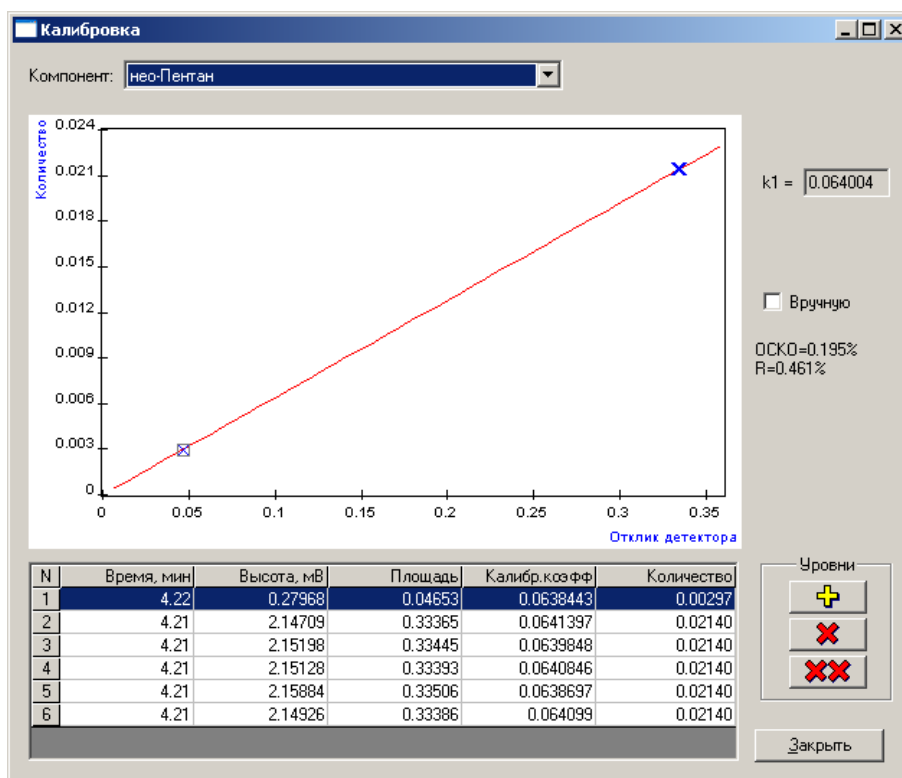 Калибровка
Компонент: нео-Пентан
Количество
0.024
0.021
0.018
0.015
0.012
0.009
0.006
0.003
0
0 0.05 0.1 0.15 0.2 0.25 0.3 0.35
Отклик детектора
k1 = 0.064004
Вручную
ОСКО=0.195%
R=0.461%
N Время, мин Высота, мВ Площадь Калибр.коэфф Количество
1 4.22 0.27968 0.04653 0.0638443 0.00297
2 4.21 2.14709 0.33365 0.0641397 0.02140
3 4.21 2.15198 0.33445 0.0639848 0.02140
4 4.21 2.15128 0.33393 0.0640846 0.02140
5 4.21 2.15884 0.33506 0.0638697 0.02140
6 4.21 2.14926 0.33386 0.064099 0.02140
Уровни
Закрыть